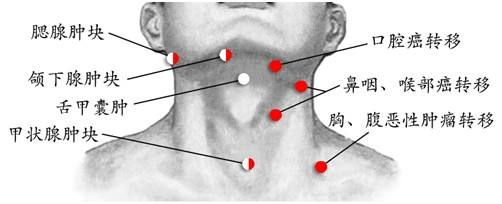 腮腺肿块
颌下腺肿块
舌甲囊肿
甲状腺肿块
口腔癌转移
鼻咽、喉部癌转移
胸、腹恶性肿瘤转移